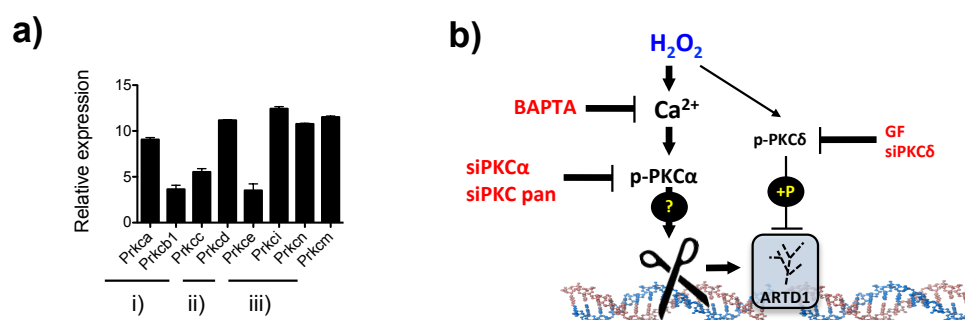 a)
Relative expression
15
10
5
0
Prkca
Prkcb1
Prkcc
Prkcd
Prkce
Prkci
Prkcn
Prkcm
i)
ii)
iii)
b)
H₂O₂
BAPTA
Ca²⁺
p-PKCδ
GF
siPKCδ
siPKCα
siPKC pan
p-PKCα
?
+P
ARTD1